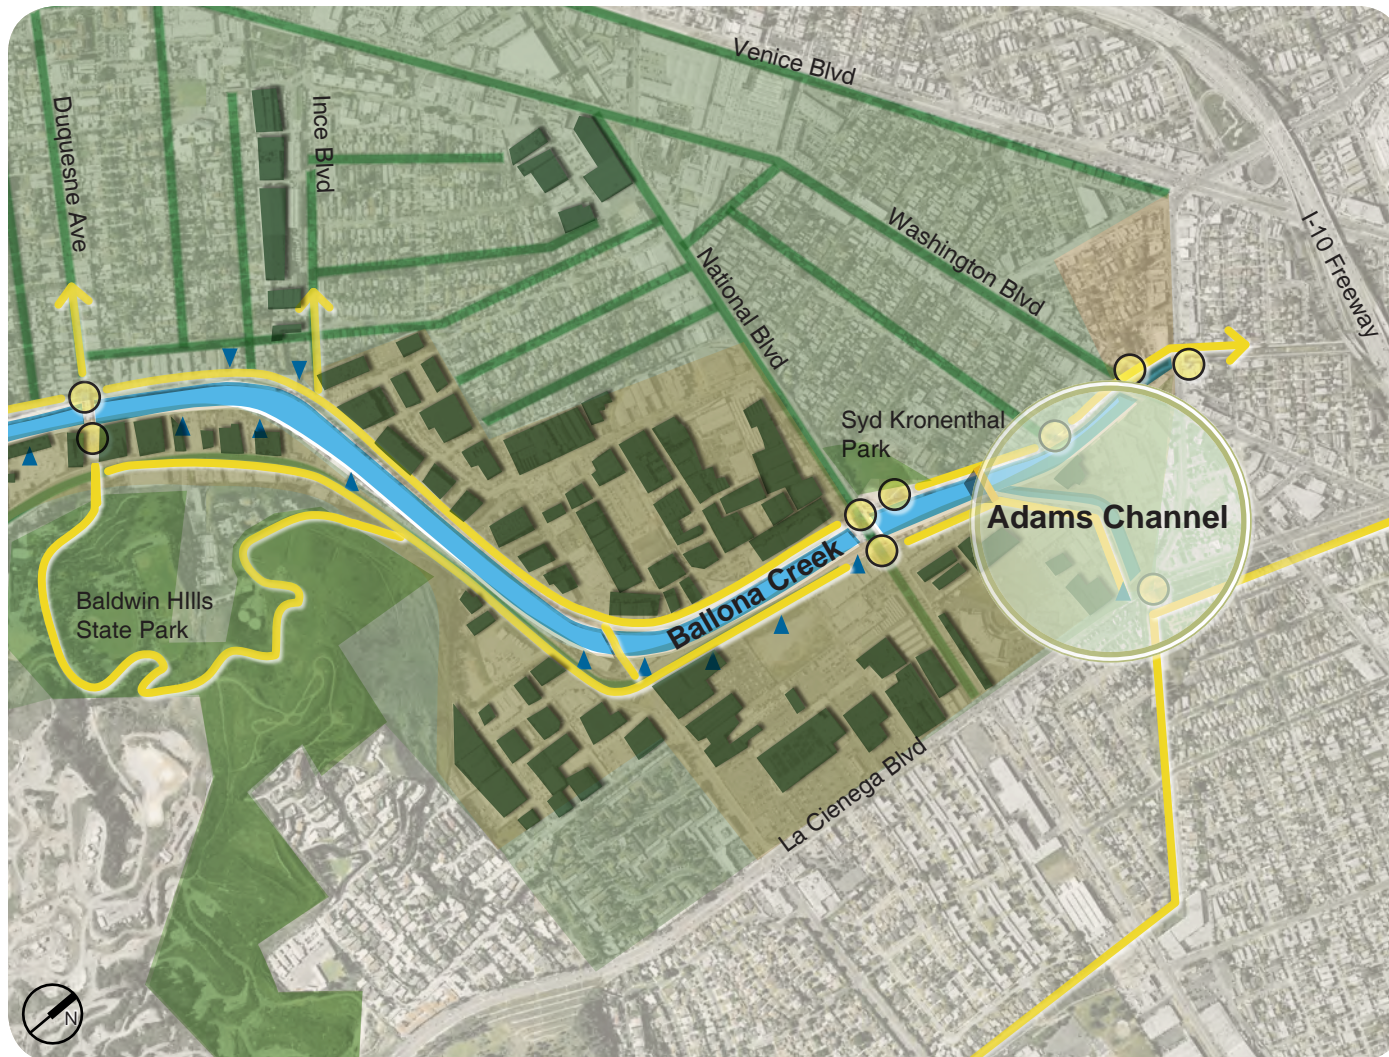 Venice Blvd
Duquesne Ave
Ince Blvd
Washington Blvd
I-10 Freeway
National Blvd
Syd Kronenthal
Park
Adams Channel
Ballona Creek
Baldwin HIlls
State Park
La Cienega Blvd
N